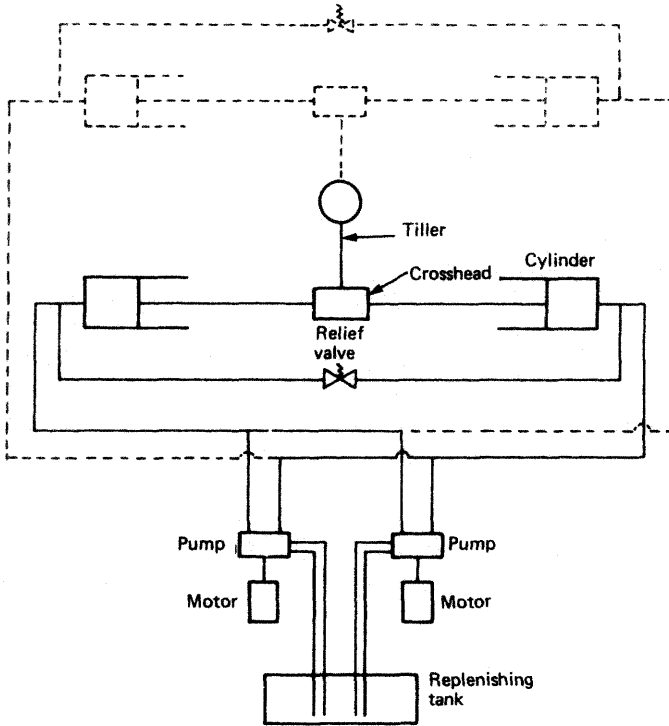 Tiller
Crosshead
Cylinder
Relief
valve
Pump
Pump
Motor
Motor
Replenishing
tank